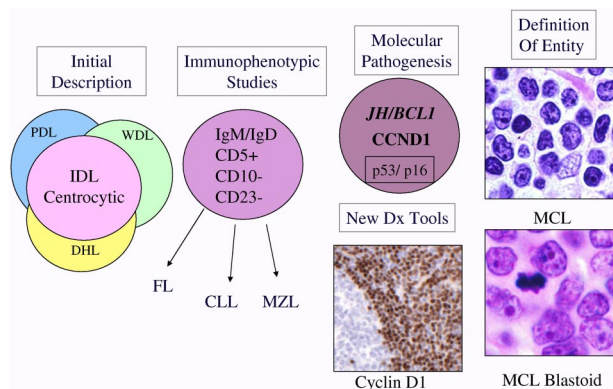 Initial
Description
Immunophenotypic
Studies
Molecular
Pathogenesis
Definition
Of Entity
PDL
WDL
IDL
Centrocytic
DHL
IgM/IgD
CD5+
CD10-
CD23-
FL
CLL
MZL
JH/BCL1
CCND1
p53/ p16
New Dx Tools
Cyclin D1
MCL
MCL Blastoid